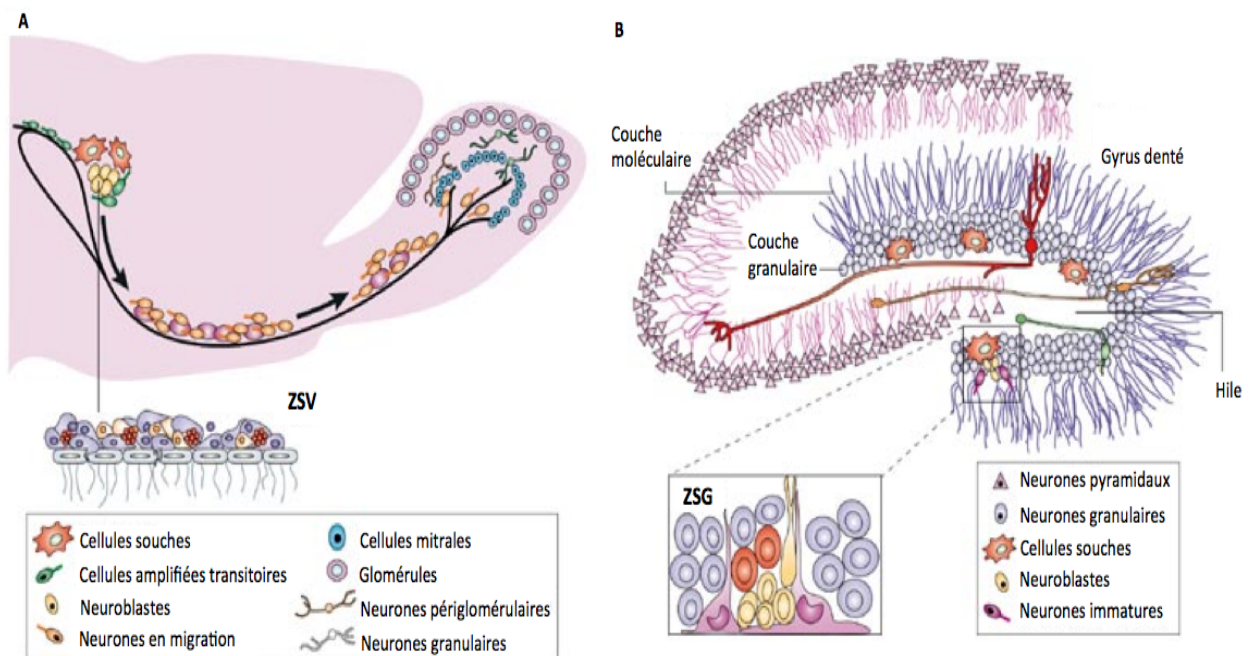 A
ZSV
Cellules souches
Cellules amplifiées transitoires
Neuroblastes
Neurones en migration
Cellules mitrales
Glomérules
Neurones périglomérulaires
Neurones granulaires
B
Couche
moléculaire
Gyrus denté
Couche
granulaire
Hile
ZSG
Neurones pyramidaux
Neurones granulaires
Cellules souches
Neuroblastes
Neurones immatures